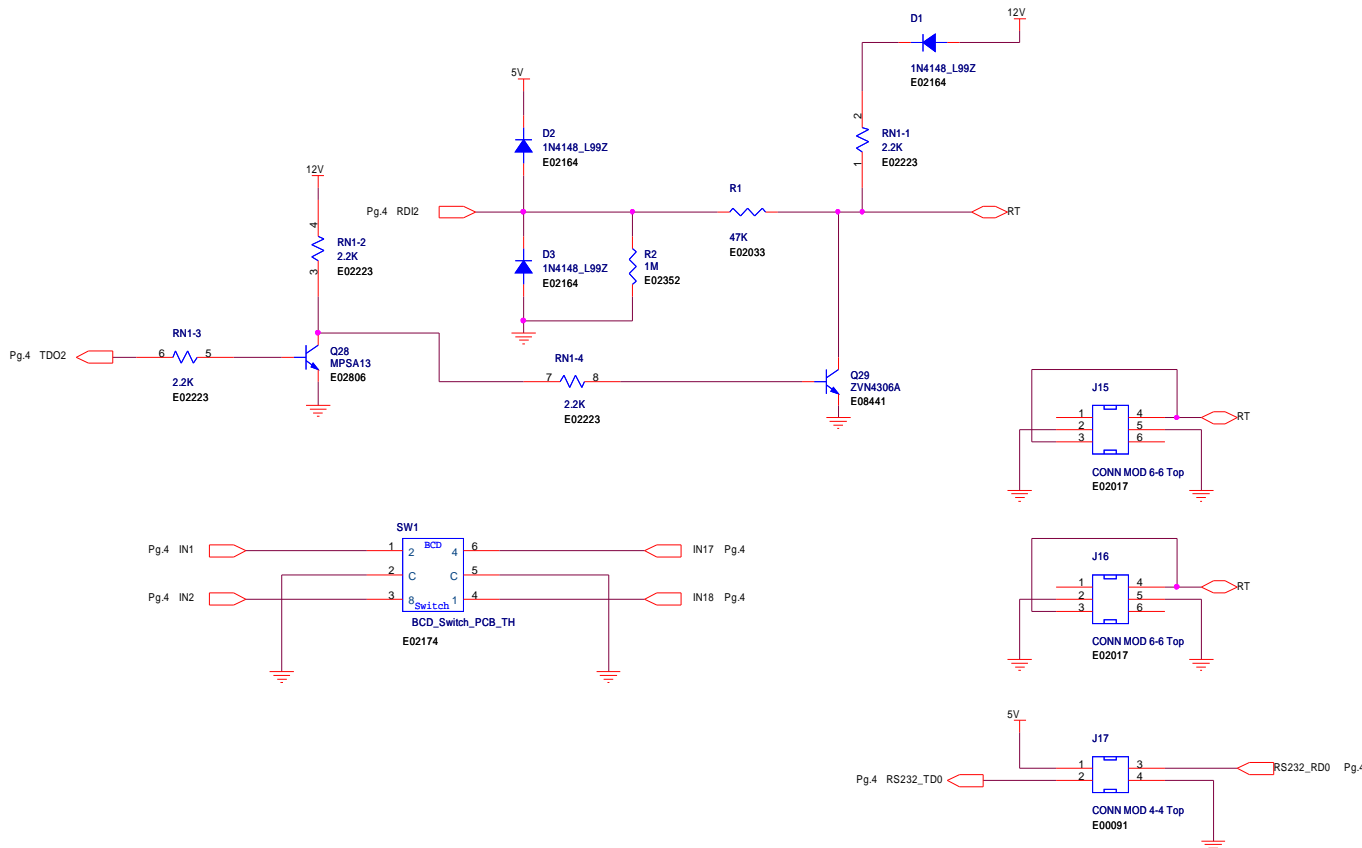 D1
12V
1N4148_L99Z
E02164
5V
D2
1N4148_L99Z
E02164
2
RN1-1
2.2K
E02223
1
12V
R1
Pg.4 RDI2
RT
47K
E02033
4
RN1-2
2.2K
E02223
3
D3
1N4148_L99Z
E02164
R2
1M
E02352
RN1-3
Pg.4 TDO2
6
5
2.2K
E02223
Q28
MPSA13
E02806
RN1-4
7
8
2.2K
E02223
Q29
ZVN4306A
E08441
J15
1
2
3
4
5
6
RT
CONN MOD 6-6 Top
E02017
SW1
Pg.4 IN1
1
2
BCD
4
6
IN17 Pg.4
2
C
C
5
Pg.4 IN2
3
8
Switch
1
4
IN18 Pg.4
BCD_Switch_PCB_TH
E02174
J16
1
2
3
4
5
6
RT
CONN MOD 6-6 Top
E02017
5V
J17
1
2
3
4
Pg.4 RS232_TD0
RS232_RD0 Pg.4
CONN MOD 4-4 Top
E00091